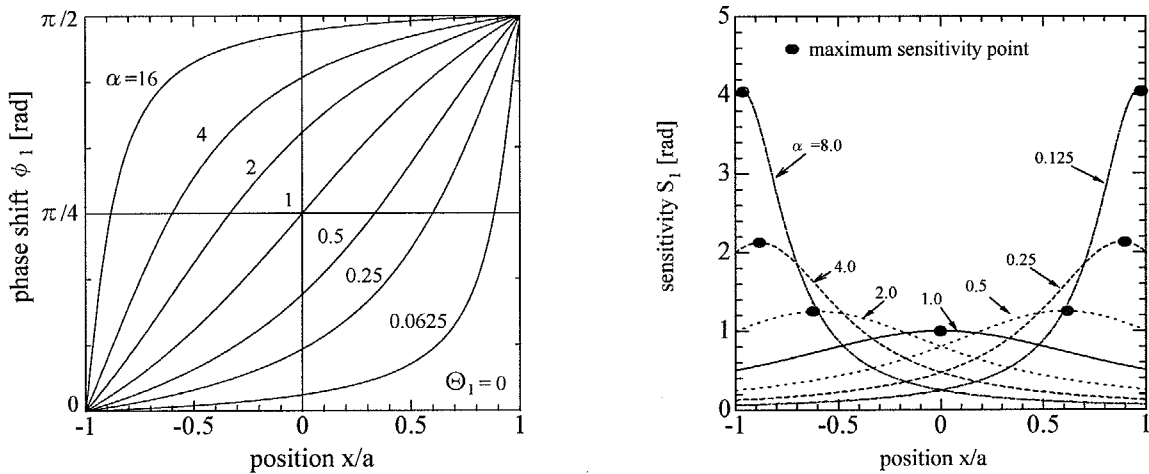 π/2
π/4
0
phase shift ϕ 1 [rad]
α =16
4
2
1
0.5
0.25
0.0625
Θ1 = 0
-1
-0.5
0
0.5
1
position x/a
5
4
3
2
1
0
sensitivity S1 [rad]
maximum sensitivity point
α =8.0
4.0
2.0
1.0
0.5
0.25
0.125
-1
-0.5
0
0.5
1
position x/a